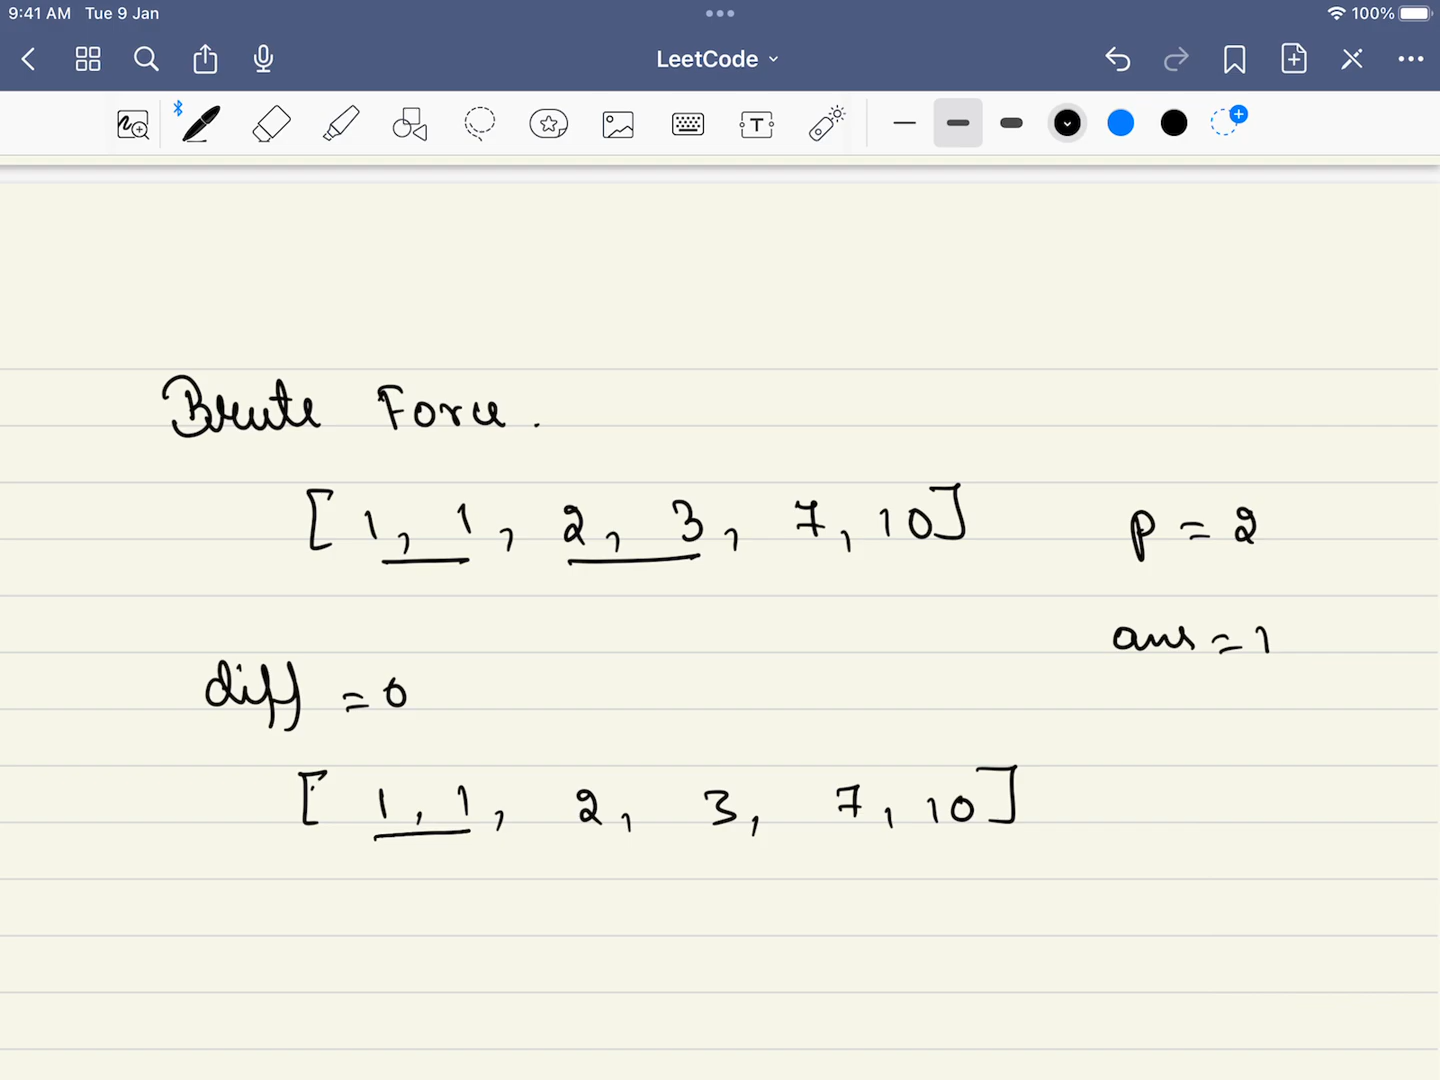 9:41 AM Tue 9 Jan
100%
LeetCode
T
Brute Force.
[1, 1, 2, 3, 7, 10] p = 2
ans = 1
diff = 0
[1, 1, 2, 3, 7, 10]